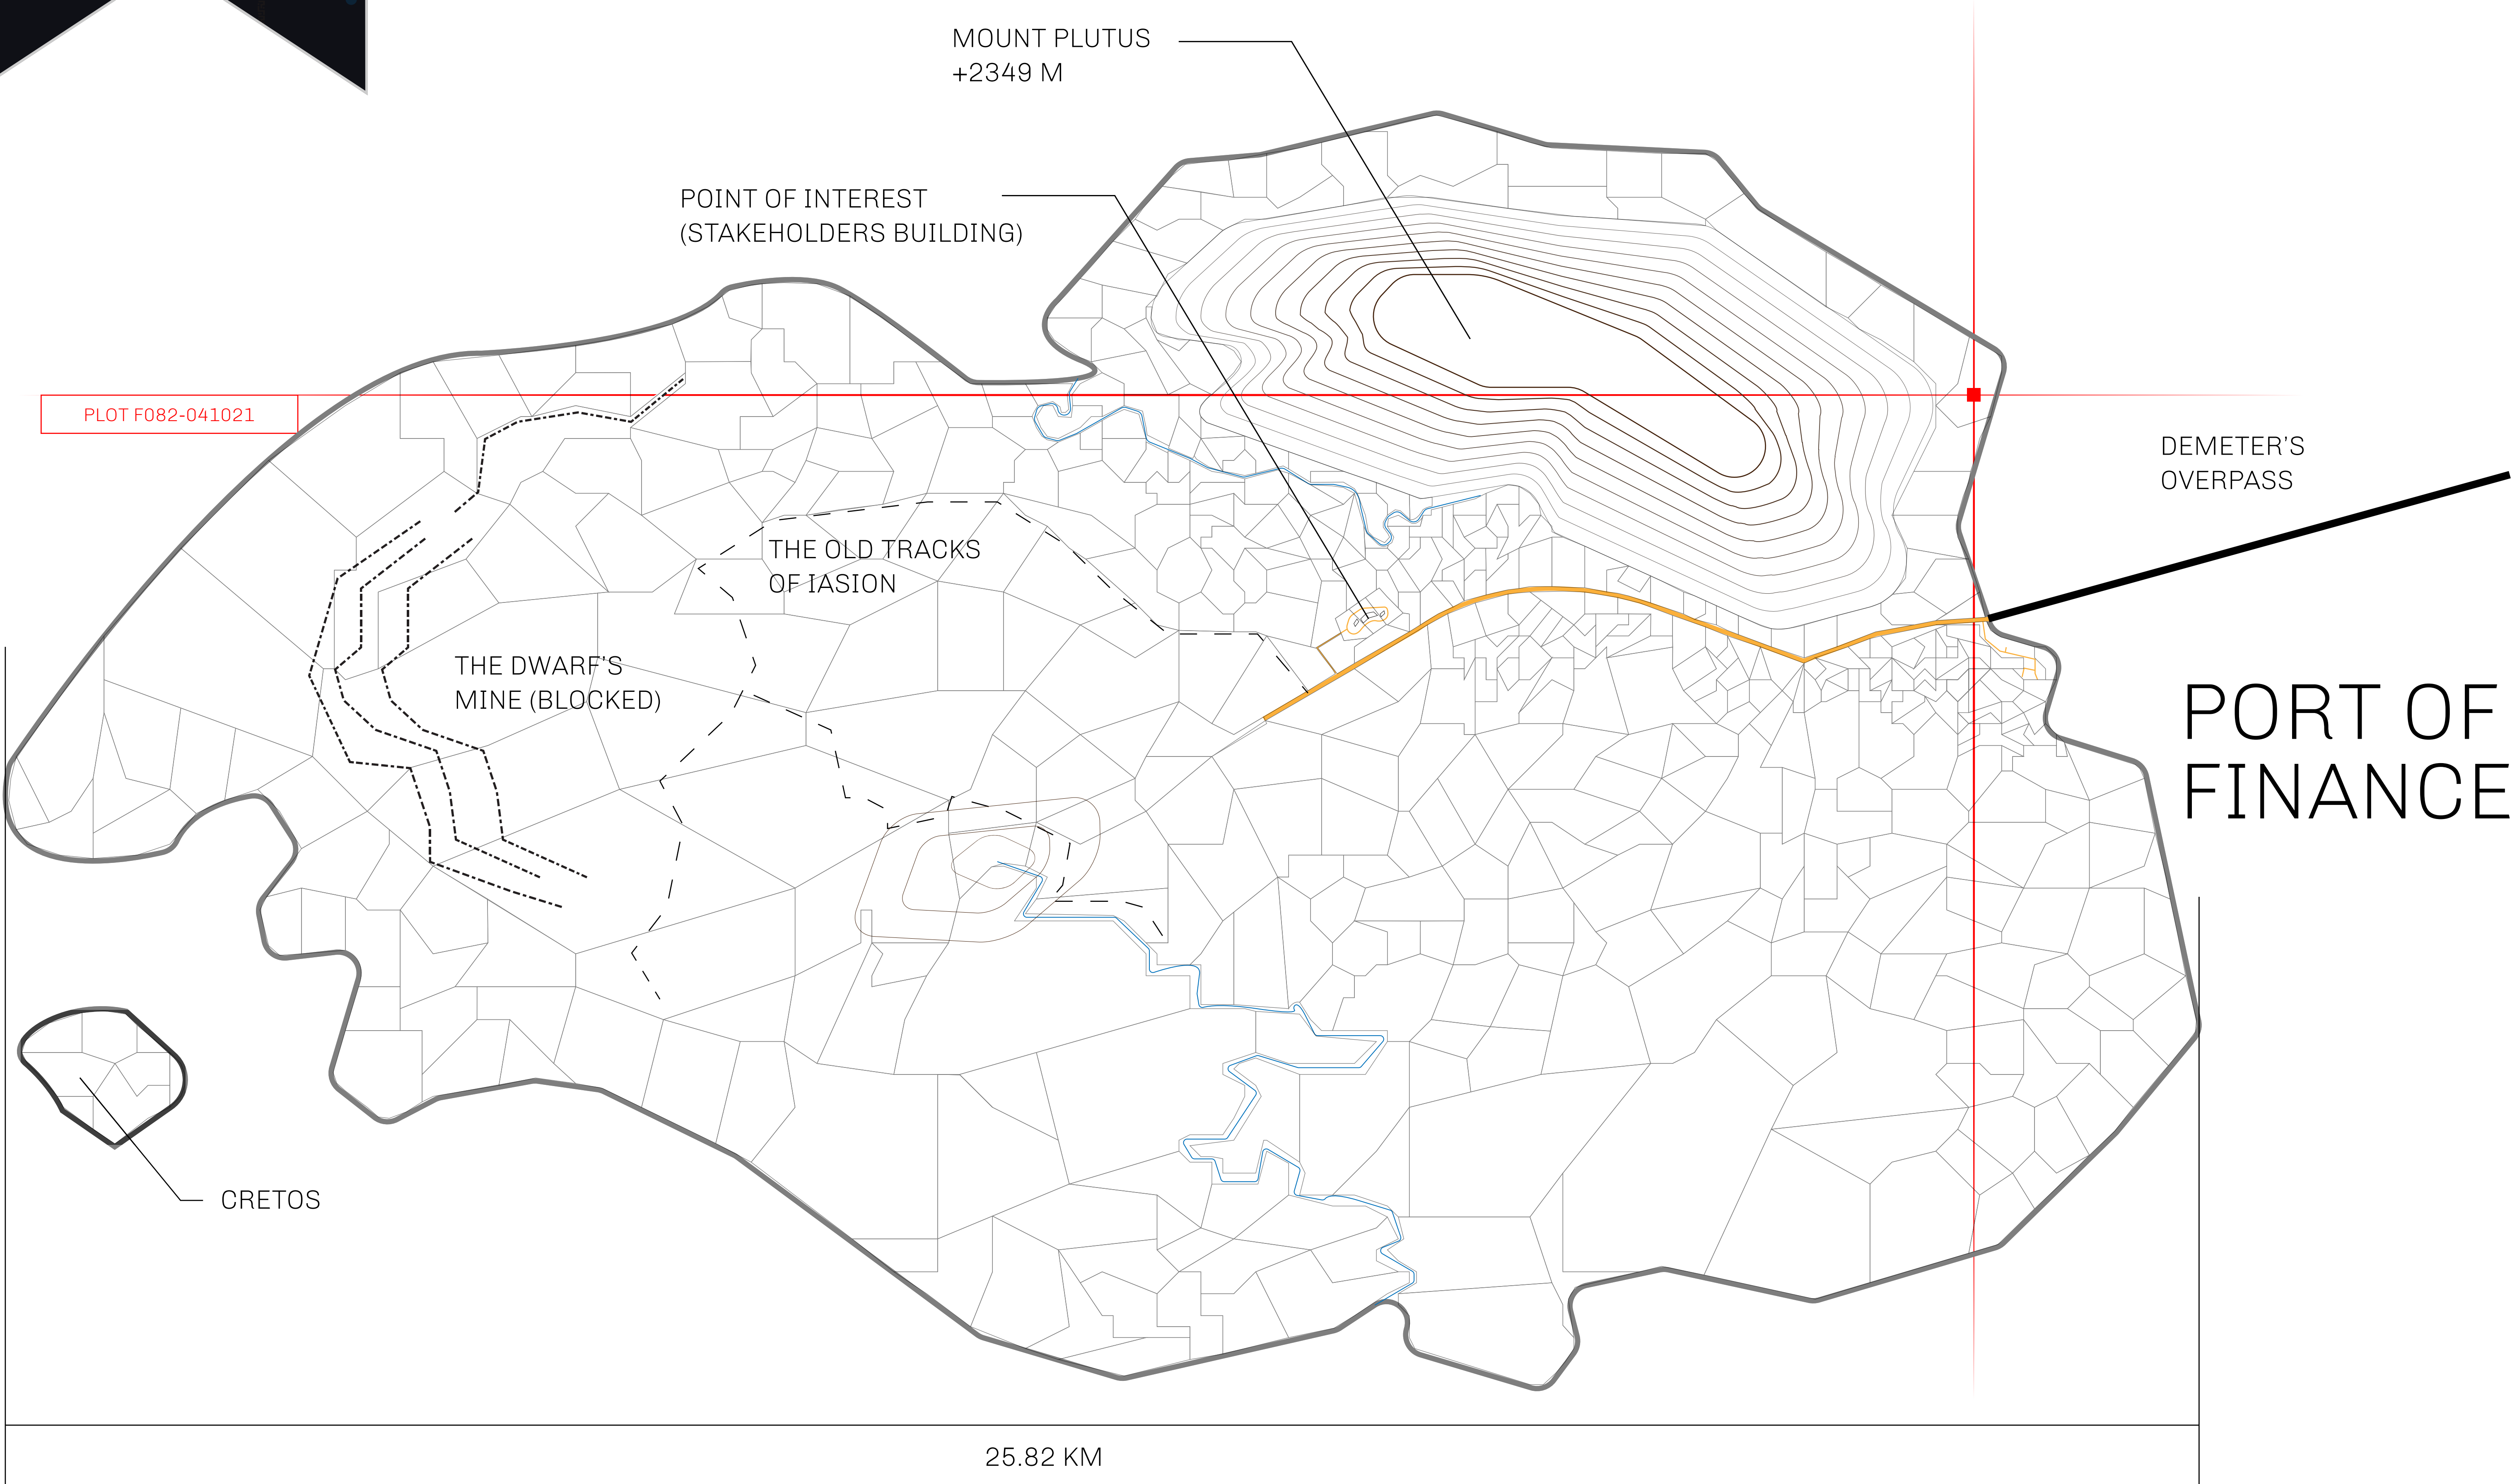 MOUNT PLUTUS
+2349 M
POINT OF INTEREST
(STAKEHOLDERS BUILDING)
PLOT F082-041021
DEMETER'S
OVERPASS
THE OLD TRACKS
OF IASION
THE DWARF'S
MINE (BLOCKED)
PORT OF
FINANCE
CRETOS
25.82 KM